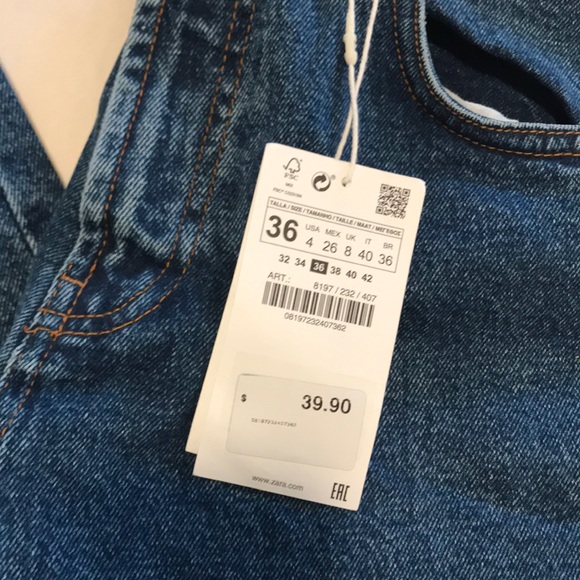 FSC
TALLA / SIZE / TAMANHO / TAILLE / MAAT / ΜΕΓΕΘΟΣ
36 USA 4 MEX 26 UK 8 IT 40 BR 36
32 34 36 38 40 42
ART.: 8197 / 232 / 407
08197232407362
$ 39.90
www.zara.com
EAC